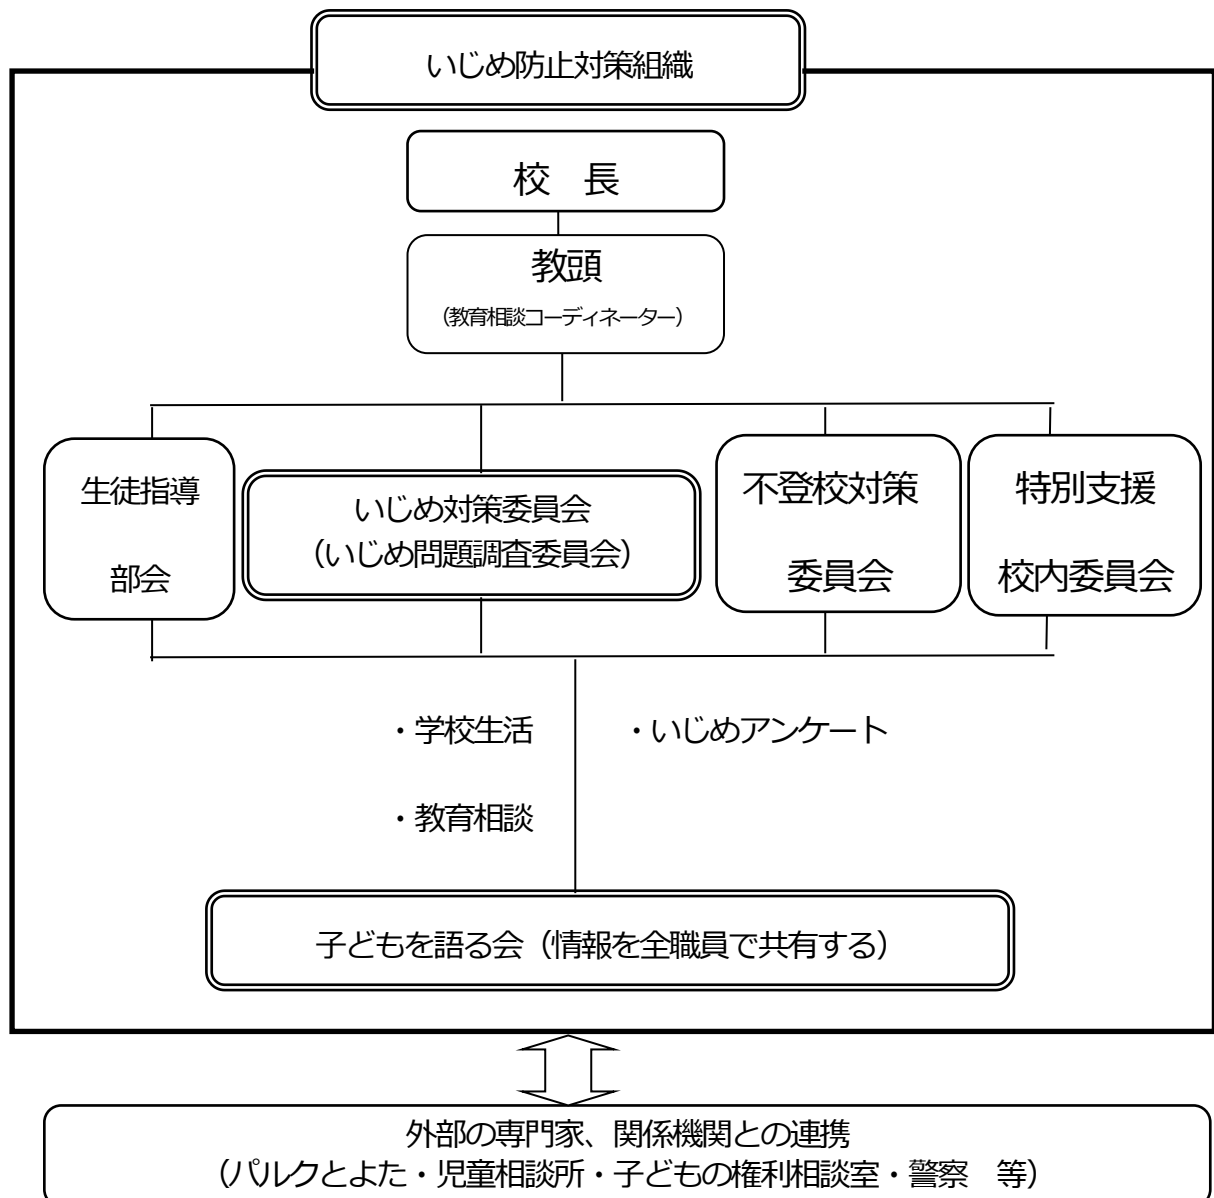 いじめ防止対策組織
校　長
教頭
（教育相談コーディネーター）
生徒指導
部会
いじめ対策委員会
（いじめ問題調査委員会）
不登校対策
委員会
特別支援
校内委員会
・学校生活
・いじめアンケート
・教育相談
子どもを語る会（情報を全職員で共有する）
外部の専門家、関係機関との連携
（パルクとよた・児童相談所・子どもの権利相談室・警察　等）